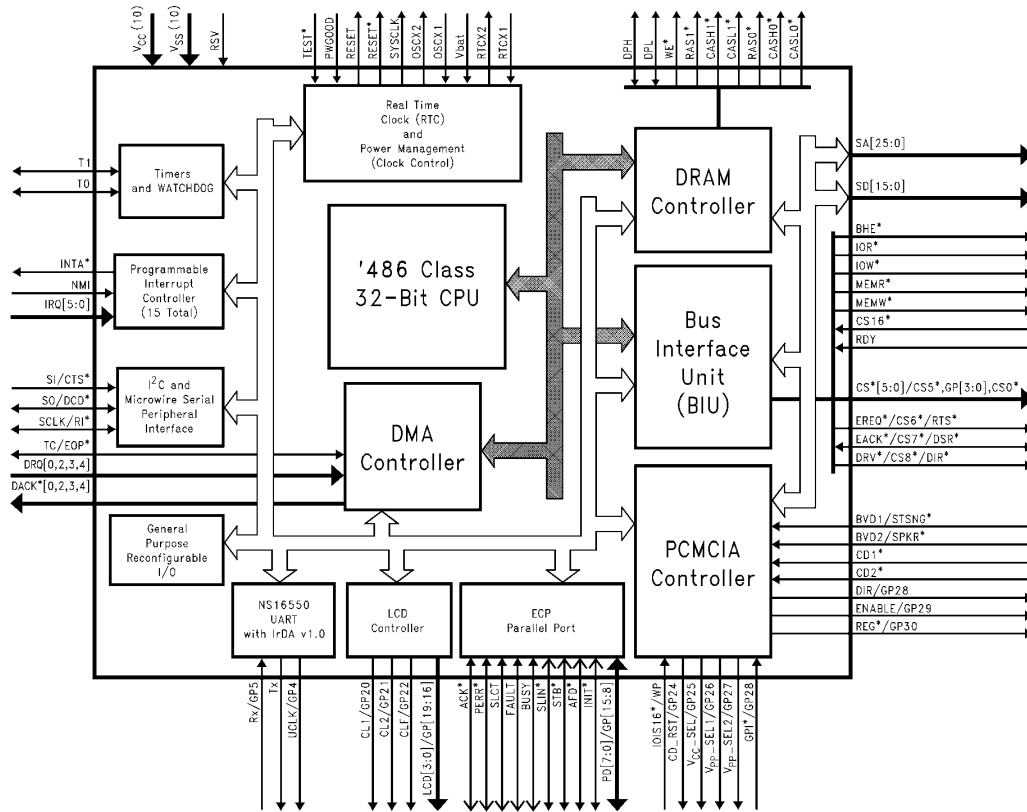 VCC (10)
VSS (10)
RSV
TEST*
PWGOOD
RESET
RESET*
SYSCLK
OSCX2
OSCX1
Vbat
RTCX2
RTCX1
DPH
DPL
WE*
RAS1*
CASH1*
CASL1*
RAS0*
CASH0*
CASL0*
Real Time
Clock (RTC)
and
Power Management
(Clock Control)
DRAM
Controller
SA[25:0]
SD[15:0]
T1
T0
Timers
and WATCHDOG
'486 Class
32-Bit CPU
INTA*
NMI
IRQ[5:0]
Programmable
Interrupt
Controller
(15 Total)
Bus
Interface
Unit
(BIU)
BHE*
IOR*
IOW*
MEMR*
MEMW*
CS16*
RDY
CS*[5:0]/CS5*,GP[3:0],CS0*
EREQ*/CS6*/RTS*
EACK*/CS7*/DSR*
DRV*/CS8*/DIR*
SI/CTS*
SO/DCD*
SCLK/RI*
I2C and
Microwire Serial
Peripheral
Interface
TC/EOP*
DRQ[0,2,3,4]
DACK*[0,2,3,4]
DMA
Controller
General
Purpose
Reconfigurable
I/O
PCMCIA
Controller
BVD1/STSNG*
BVD2/SPKR*
CD1*
CD2*
DIR/GP28
ENABLE/GP29
REG*/GP30
NS16550
UART
with IrDA v1.0
LCD
Controller
ECP
Parallel Port
Rx/GP5
Tx
UCLK/GP4
CL1/GP20
CL2/GP21
CLF/GP22
LCD[3:0]/GP[19:16]
ACK*
PERR*
SLCT
FAULT
BUSY
SLIN*
STB*
AFD*
INIT*
PD[7:0]/GP[15:8]
IOIS16*/WP
CD_RST/GP24
VCC_SEL/GP25
VPP_SEL1/GP26
VPP_SEL2/GP27
GPI*/GP28